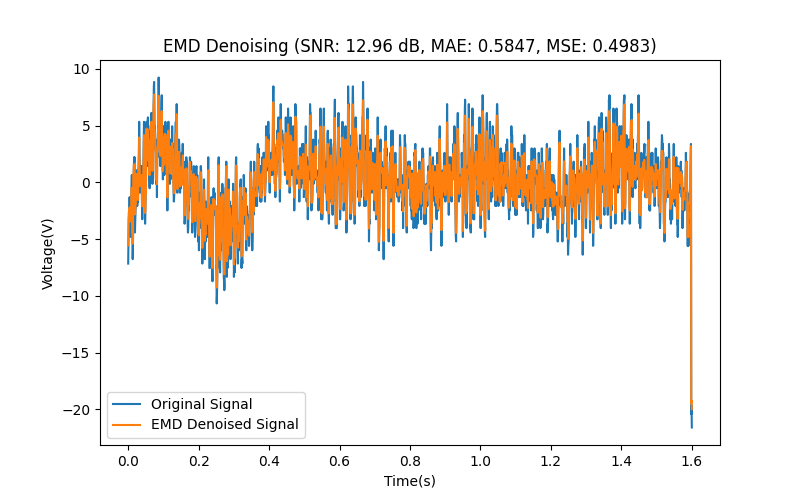 EMD Denoising (SNR: 12.96 dB, MAE: 0.5847, MSE: 0.4983)
10
5
0
−5
−10
−15
−20
Voltage(V)
Original Signal
EMD Denoised Signal
0.0 0.2 0.4 0.6 0.8 1.0 1.2 1.4 1.6
Time(s)